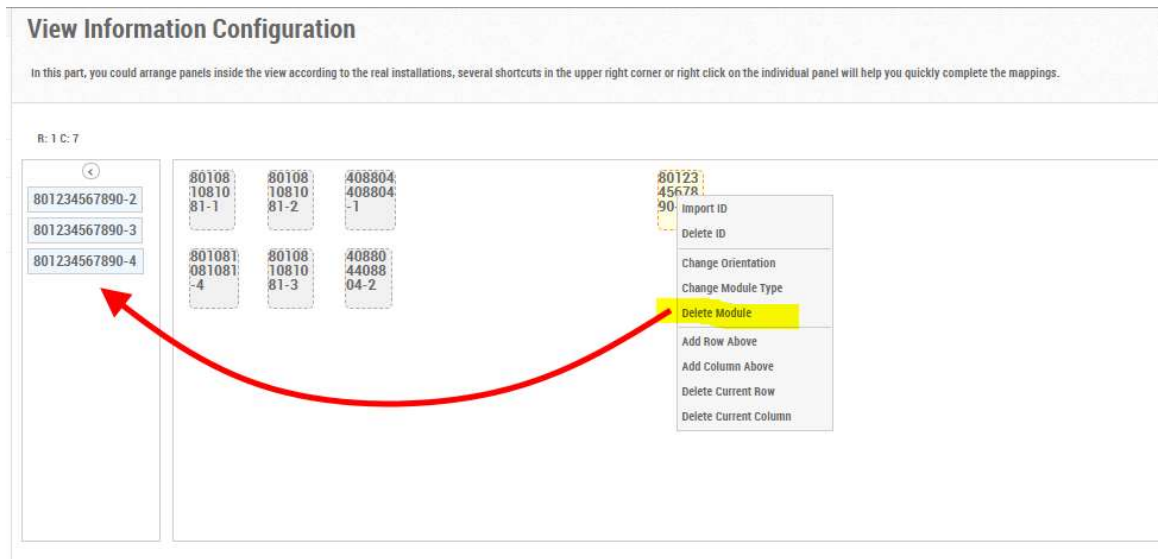 View Information Configuration
In this part, you could arrange panels inside the view according to the real installations, several shortcuts in the upper right corner or right click on the individual panel will help you quickly complete the mappings.
R: 1 C: 7
801234567890-2
801234567890-3
801234567890-4
80108
10810
81-1
80108
10810
81-2
408804
408804
-1
80123
45678
90-
801081
081081
-4
80108
10810
81-3
40880
44088
04-2
Import ID
Delete ID
Change Orientation
Change Module Type
Delete Module
Add Row Above
Add Column Above
Delete Current Row
Delete Current Column